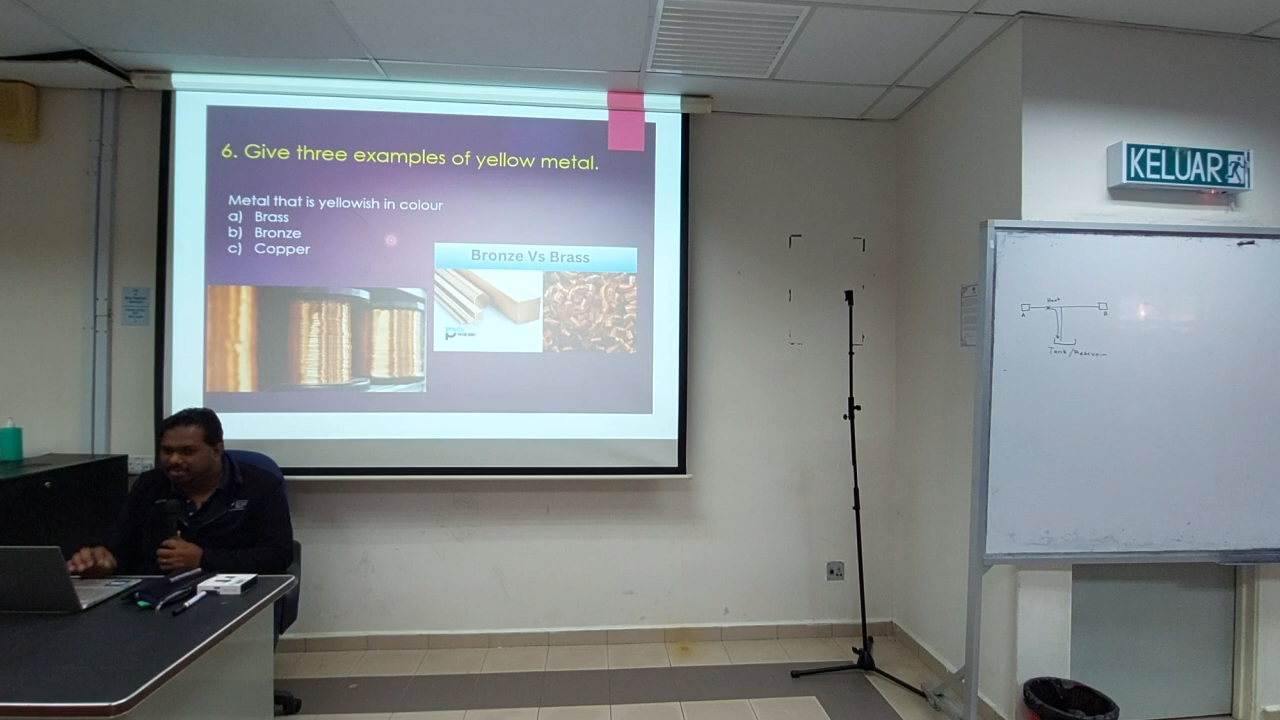 6. Give three examples of yellow metal.
Metal that is yellowish in colour
a) Brass
b) Bronze
c) Copper
Bronze Vs Brass
KELUAR
A
B
Tank/Reservoir